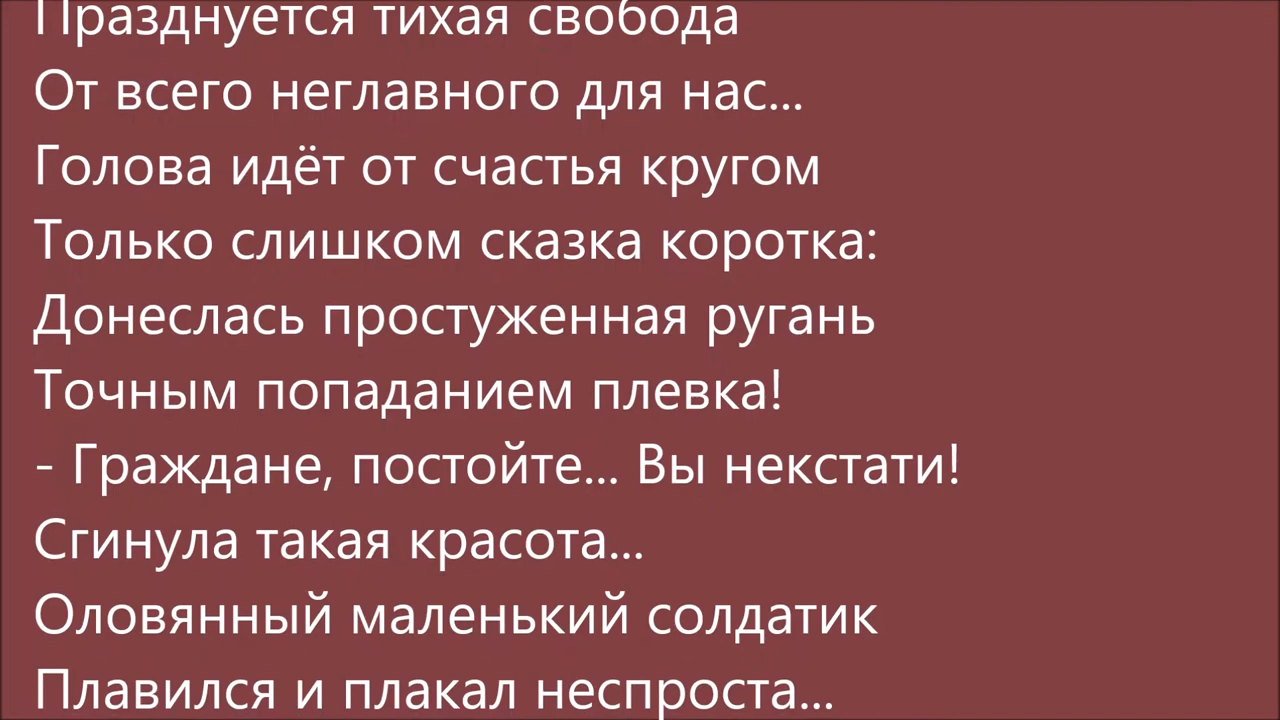 Празднуется тихая свобода
От всего неглавного для нас...
Голова идёт от счастья кругом
Только слишком сказка коротка:
Донеслась простуженная ругань
Точным попаданием плевка!
- Граждане, постойте... Вы некстати!
Сгинула такая красота...
Оловянный маленький солдатик
Плавился и плакал неспроста...